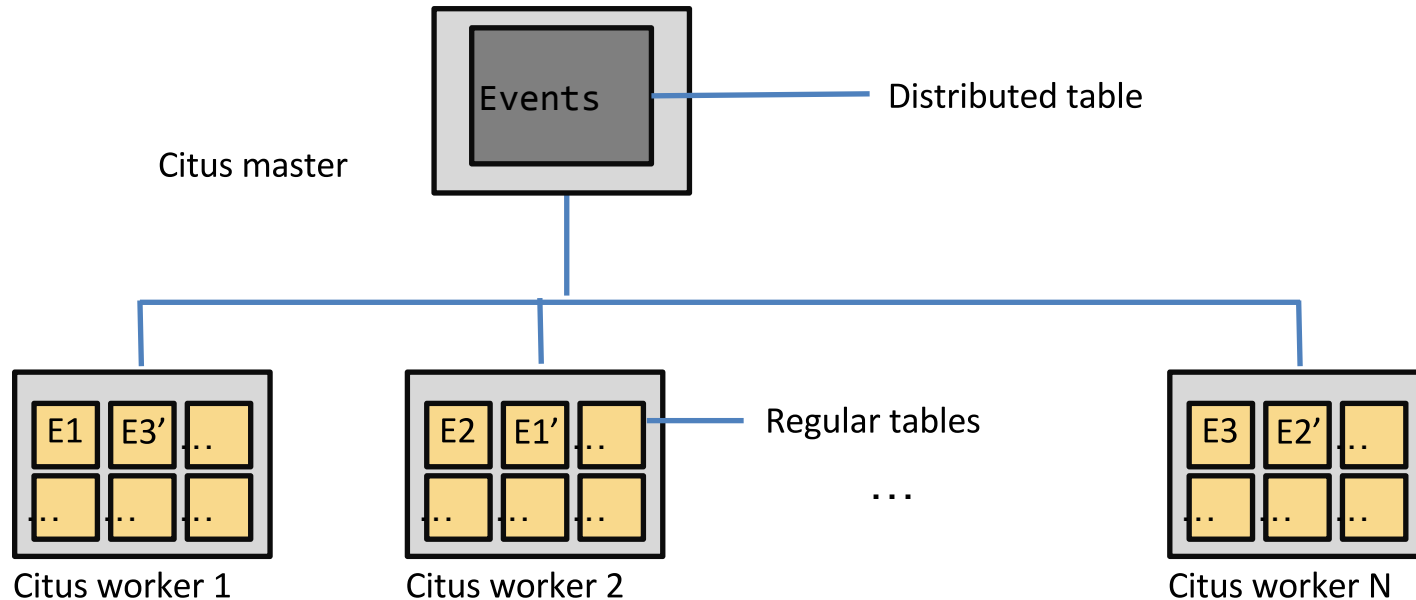 Events
Distributed table
Citus master
E1 E3’ ...
... ... ...
E2 E1’ ...
... ... ...
Regular tables
...
E3 E2’ ...
... ... ...
Citus worker 1
Citus worker 2
Citus worker N